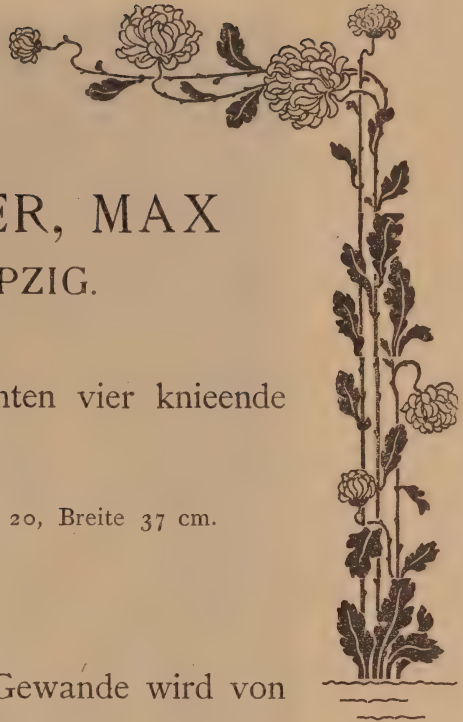 ER, MAX
PZIG.
nten vier knieende
20, Breite 37 cm.
Gewande wird von